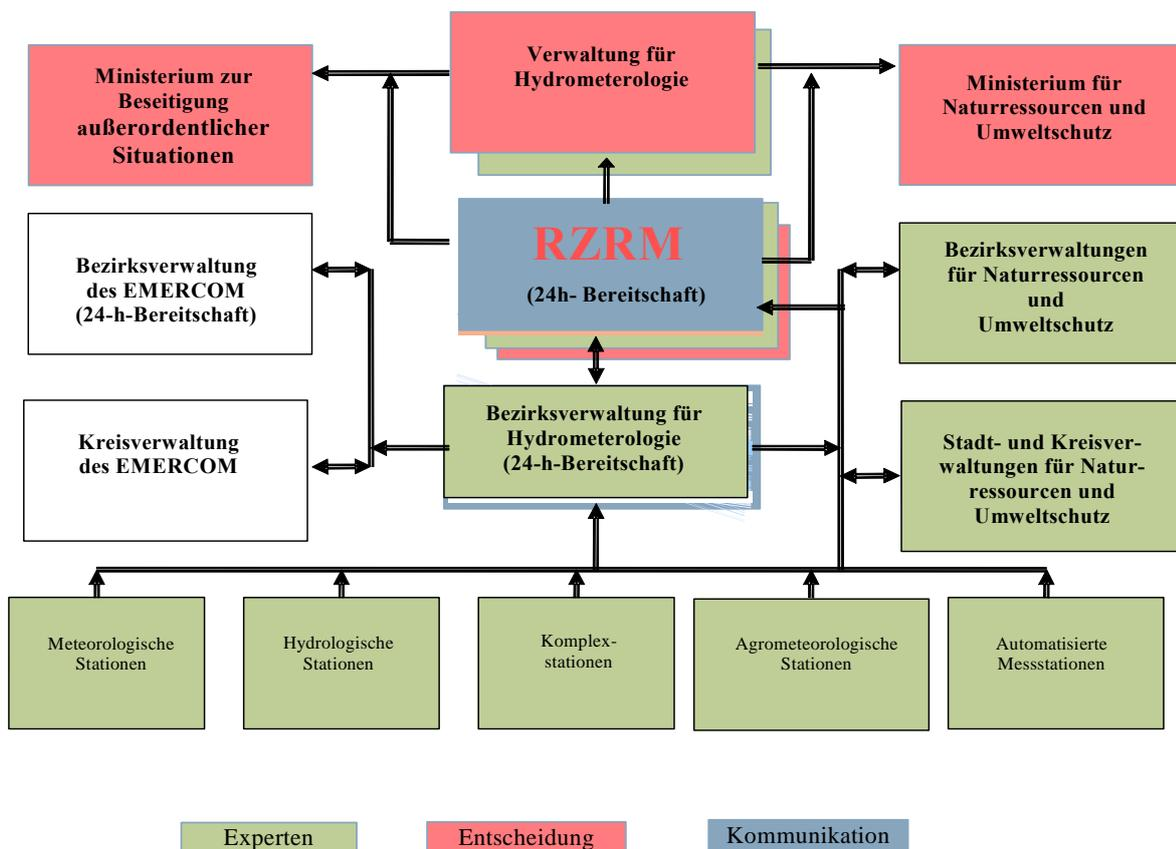 Verwaltung für
Hydrometerologie
Ministerium zur
Beseitigung
außerordentlicher
Situationen
Ministerium für
Naturressourcen und
Umweltschutz
RZRM
(24h- Bereitschaft)
Bezirksverwaltung
des EMERCOM
(24-h-Bereitschaft)
Bezirksverwaltungen
für Naturressourcen
und
Umweltschutz
Kreisverwaltung
des EMERCOM
Bezirksverwaltung für
Hydrometerologie
(24-h-Bereitschaft)
Stadt- und Kreisver-
waltungen für Natur-
ressourcen und
Umweltschutz
Meteorologische
Stationen
Hydrologische
Stationen
Komplex-
stationen
Agrometeorologische
Stationen
Automatisierte
Messstationen
Experten
Entscheidung
Kommunikation